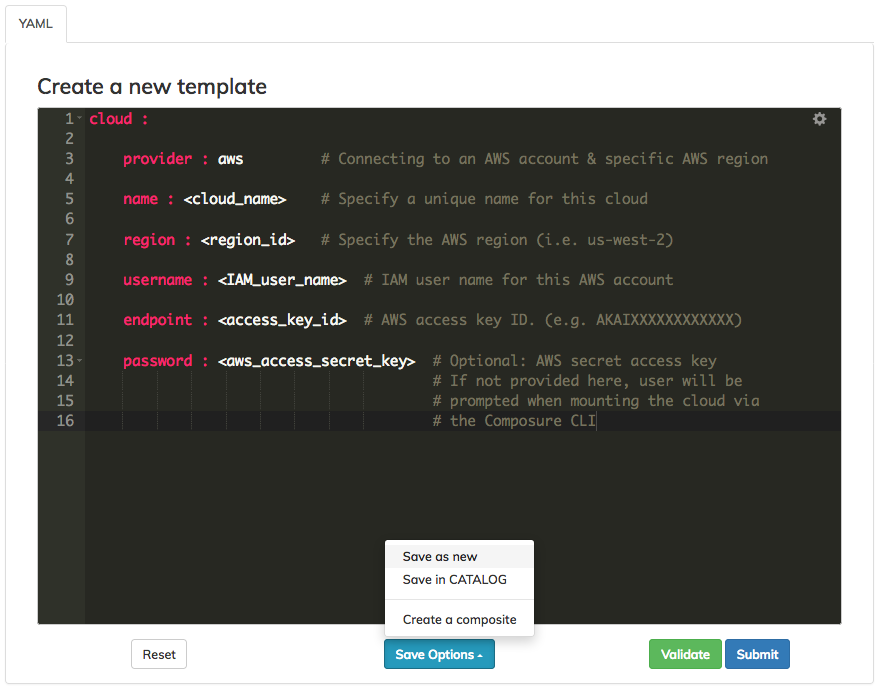 YAML
Create a new template
1 cloud :
2
3 provider : aws # Connecting to an AWS account & specific AWS region
4
5 name : <cloud_name> # Specify a unique name for this cloud
6
7 region : <region_id> # Specify the AWS region (i.e. us-west-2)
8
9 username : <IAM_user_name> # IAM user name for this AWS account
10
11 endpoint : <access_key_id> # AWS access key ID. (e.g. AKAIXXXXXXXXXXXX)
12
13 password : <aws_access_secret_key> # Optional: AWS secret access key
14 # If not provided here, user will be
15 # prompted when mounting the cloud via
16 # the Composure CLI
Save as new
Save in CATALOG
Create a composite
Reset Save Options Validate Submit